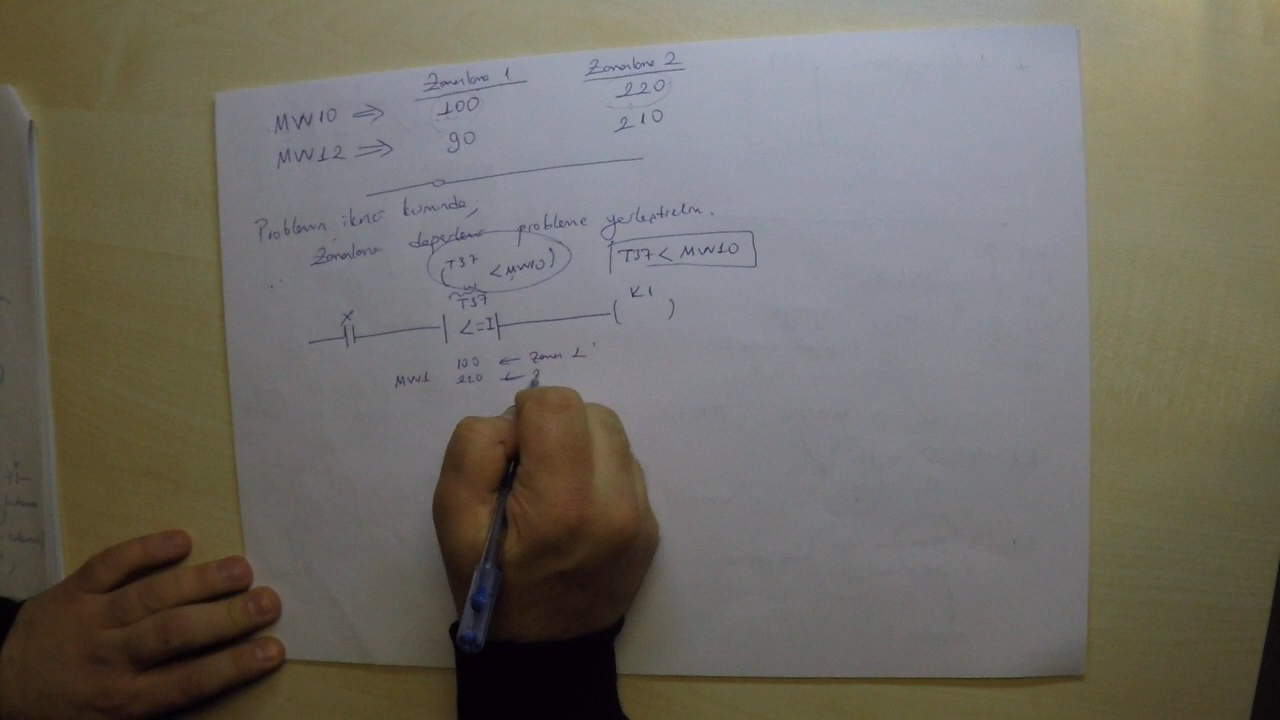 Zamanlama 1 Zamanlama 2
MW10 ⇒ 100 220
MW12 ⇒ 90 210
Problemin ikinci kısmında;
Zamanlama değerlerini probleme yerleştirelim.
(T37 < MW10) T37 < MW10
T37 K1
X <=I ( )
100 ← Zaman 1
MW1 220 ←